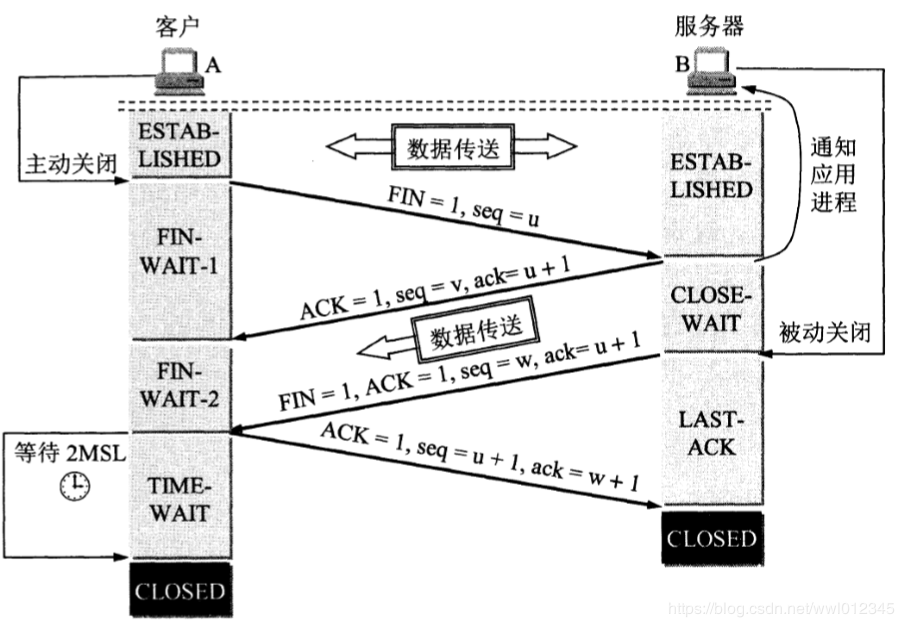 客户
服务器
A
B
ESTAB-
LISHED
数据传送
ESTAB-
LISHED
通知
应用
进程
主动关闭
FIN = 1, seq = u
FIN-
WAIT-1
ACK = 1, seq = v, ack= u + 1
CLOSE-
WAIT
数据传送
被动关闭
FIN = 1, ACK = 1, seq = w, ack= u + 1
FIN-
WAIT-2
ACK = 1, seq = u + 1, ack = w + 1
LAST-
ACK
等待 2MSL
TIME-
WAIT
CLOSED
CLOSED
https://blog.csdn.net/wwl012345